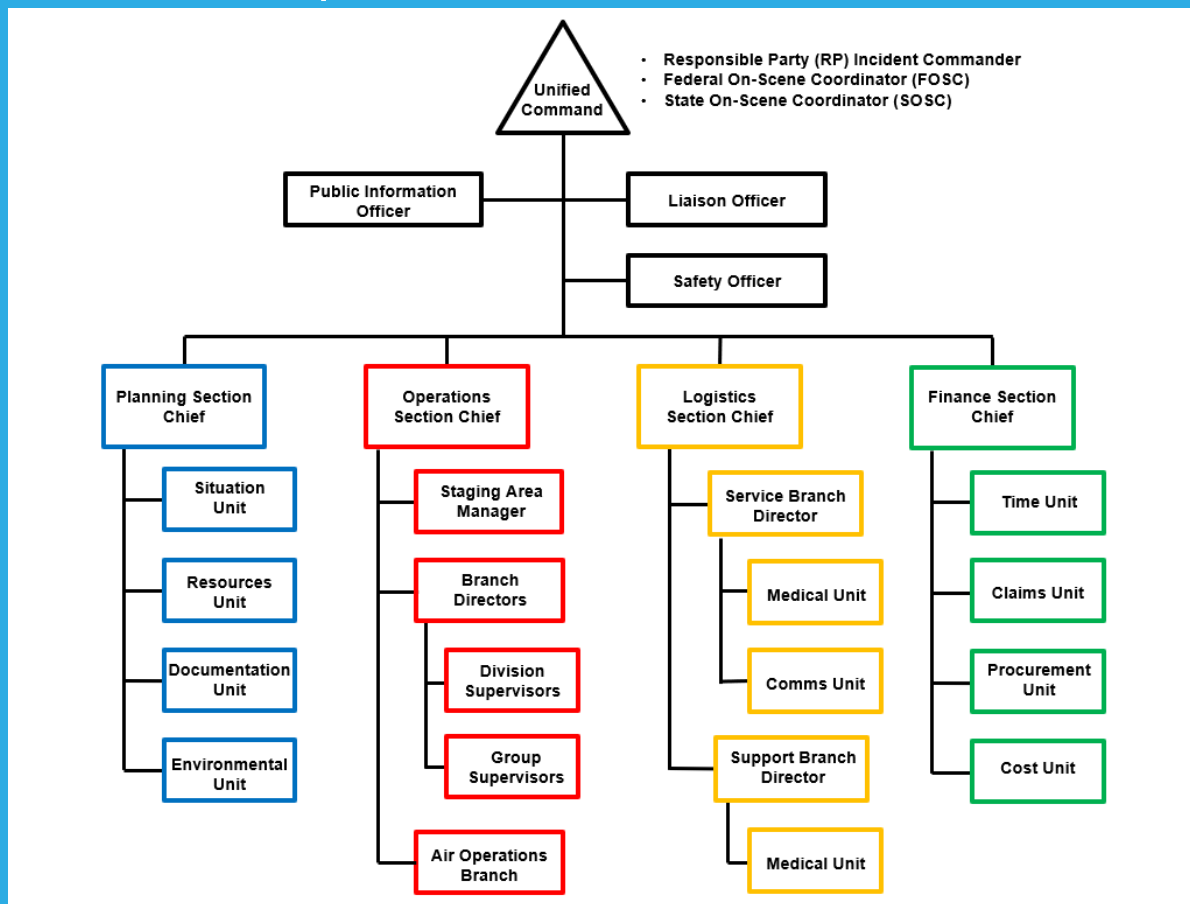 Unified
Command
• Responsible Party (RP) Incident Commander
• Federal On-Scene Coordinator (FOSC)
• State On-Scene Coordinator (SOSC)
Public Information
Officer
Liaison Officer
Safety Officer
Planning Section
Chief
Situation
Unit
Resources
Unit
Documentation
Unit
Environmental
Unit
Operations
Section Chief
Staging Area
Manager
Branch
Directors
Division
Supervisors
Group
Supervisors
Air Operations
Branch
Logistics
Section Chief
Service Branch
Director
Medical Unit
Comms Unit
Support Branch
Director
Medical Unit
Finance Section
Chief
Time Unit
Claims Unit
Procurement
Unit
Cost Unit